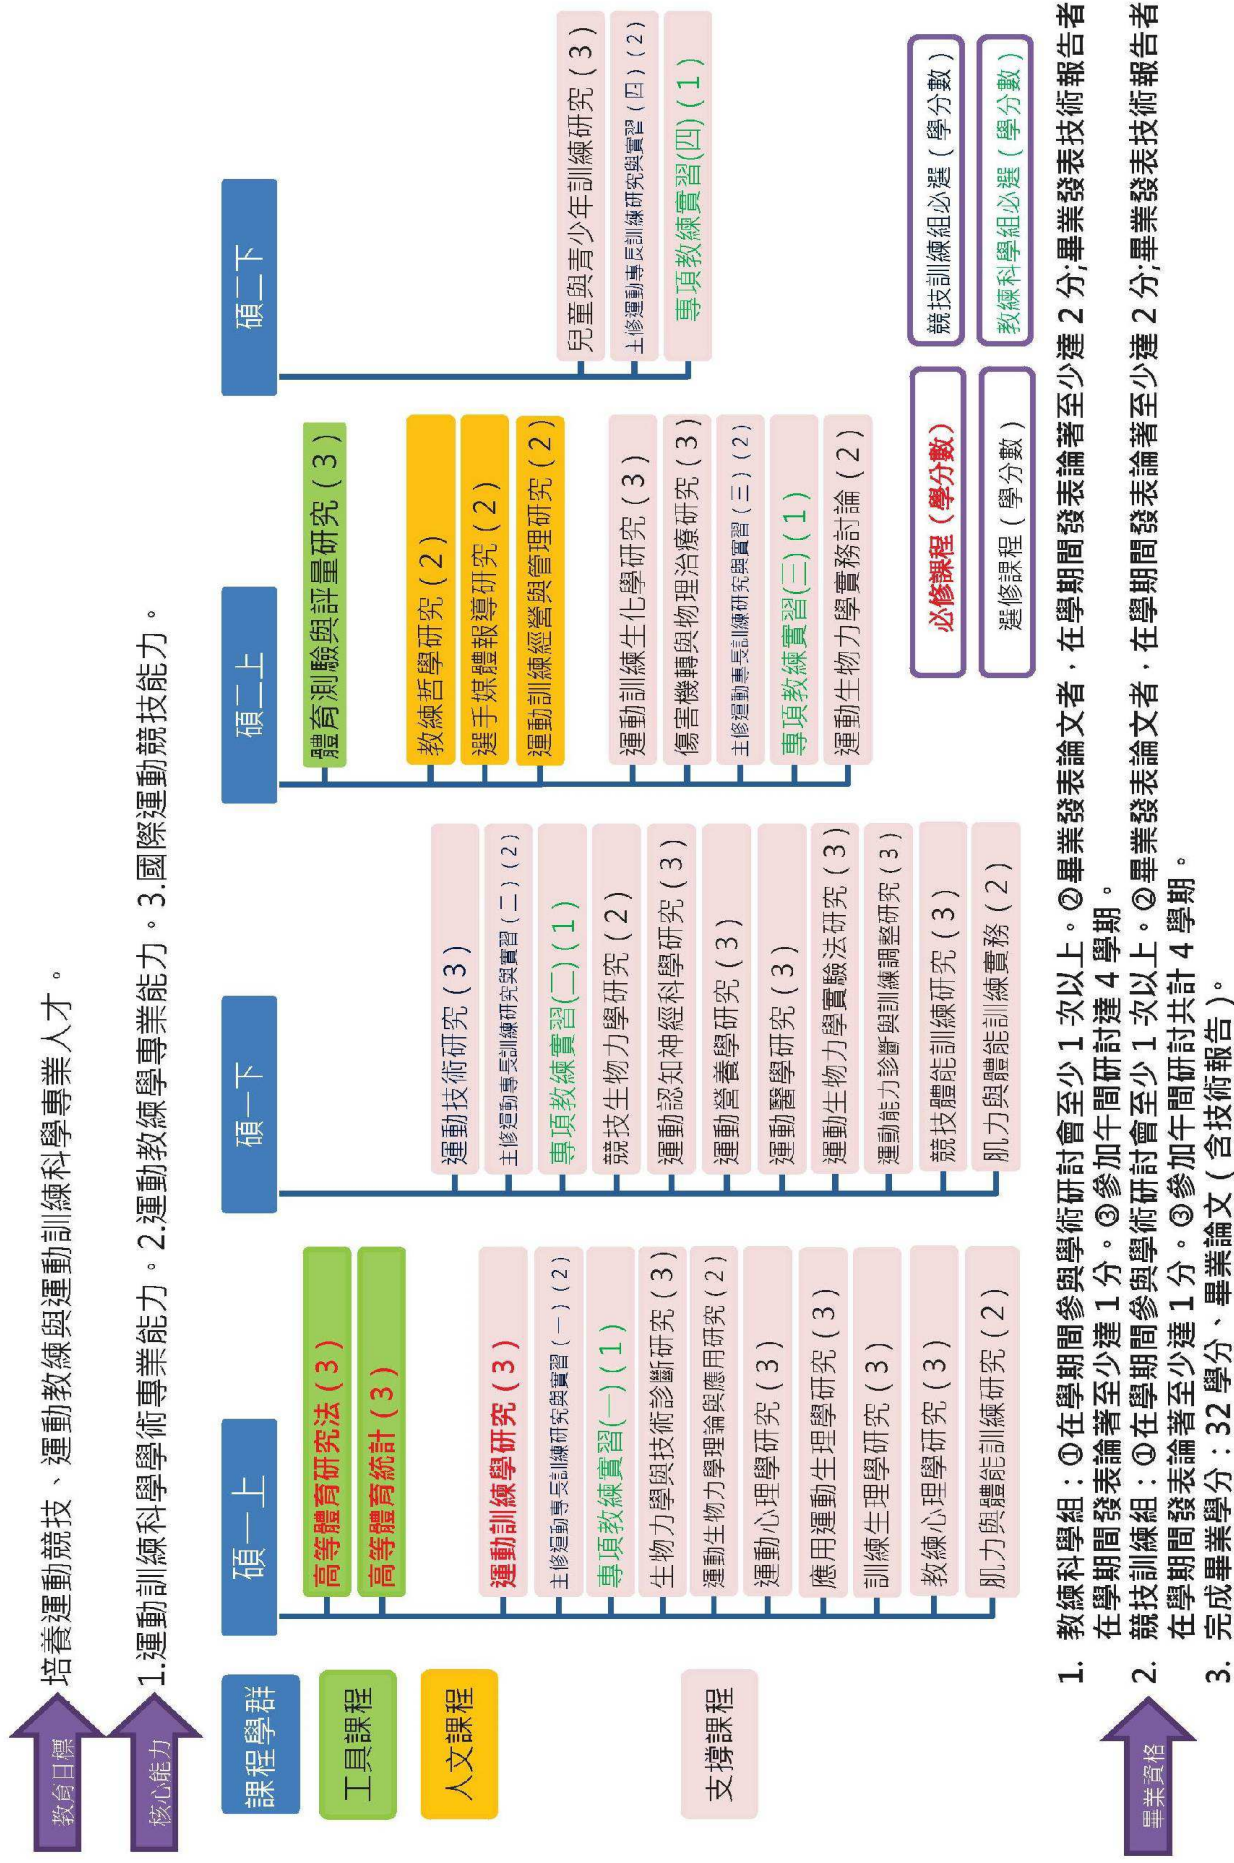 教育目標
培養運動競技、運動教練與運動訓練科學專業人才。
核心能力
1.運動訓練科學學術專業能力。2.運動教練學專業能力。3.國際運動競技能力。
課程學群
碩一上
碩一下
碩二上
碩二下
工具課程
人文課程
支撐課程
高等體育研究法(3)
高等體育統計(3)
運動訓練學研究(3)
主修運動專長訓練研究與實習(一)(2)
專項教練實習(一)(1)
生物力學與技術診斷研究(3)
運動生物力學理論與應用研究(2)
運動心理學研究(3)
應用運動生理學研究(3)
訓練生理學研究(3)
教練心理學研究(3)
肌力與體能訓練研究(2)
運動技術研究(3)
主修運動專長訓練研究與實習(二)(2)
專項教練實習(二)(1)
競技生物力學研究(2)
運動認知神經科學研究(3)
運動營養學研究(3)
運動醫學研究(3)
運動生物力學實驗法研究(3)
運動能力診斷與訓練調整研究(3)
競技體能訓練研究(3)
肌力與體能訓練實務(2)
體育測驗與評量研究(3)
教練哲學研究(2)
選手媒體報導研究(2)
運動訓練經營與管理研究(2)
運動訓練生化學研究(3)
傷害機轉與物理治療研究(3)
主修運動專長訓練研究與實習(三)(2)
專項教練實習(三)(1)
運動生物力學實務討論(2)
兒童與青少年訓練研究(3)
主修運動專長訓練研究與實習(四)(2)
專項教練實習(四)(1)
必修課程(學分數)
競技訓練組必選(學分數)
選修課程(學分數)
教練科學組必選(學分數)
畢業資格
1. 教練科學組：①在學期間參與學術研討會至少1次以上。②畢業發表論文者，在學期間發表論著至少達2分;畢業發表技術報告者
在學期間發表論著至少達1分。③參加午間研討達4學期。
2. 競技訓練組：①在學期間參與學術研討會至少1次以上。②畢業發表論文者，在學期間發表論著至少達2分;畢業發表技術報告者
在學期間發表論著至少達1分。③參加午間研討共計4學期。
3. 完成畢業學分：32學分、畢業論文(含技術報告)。